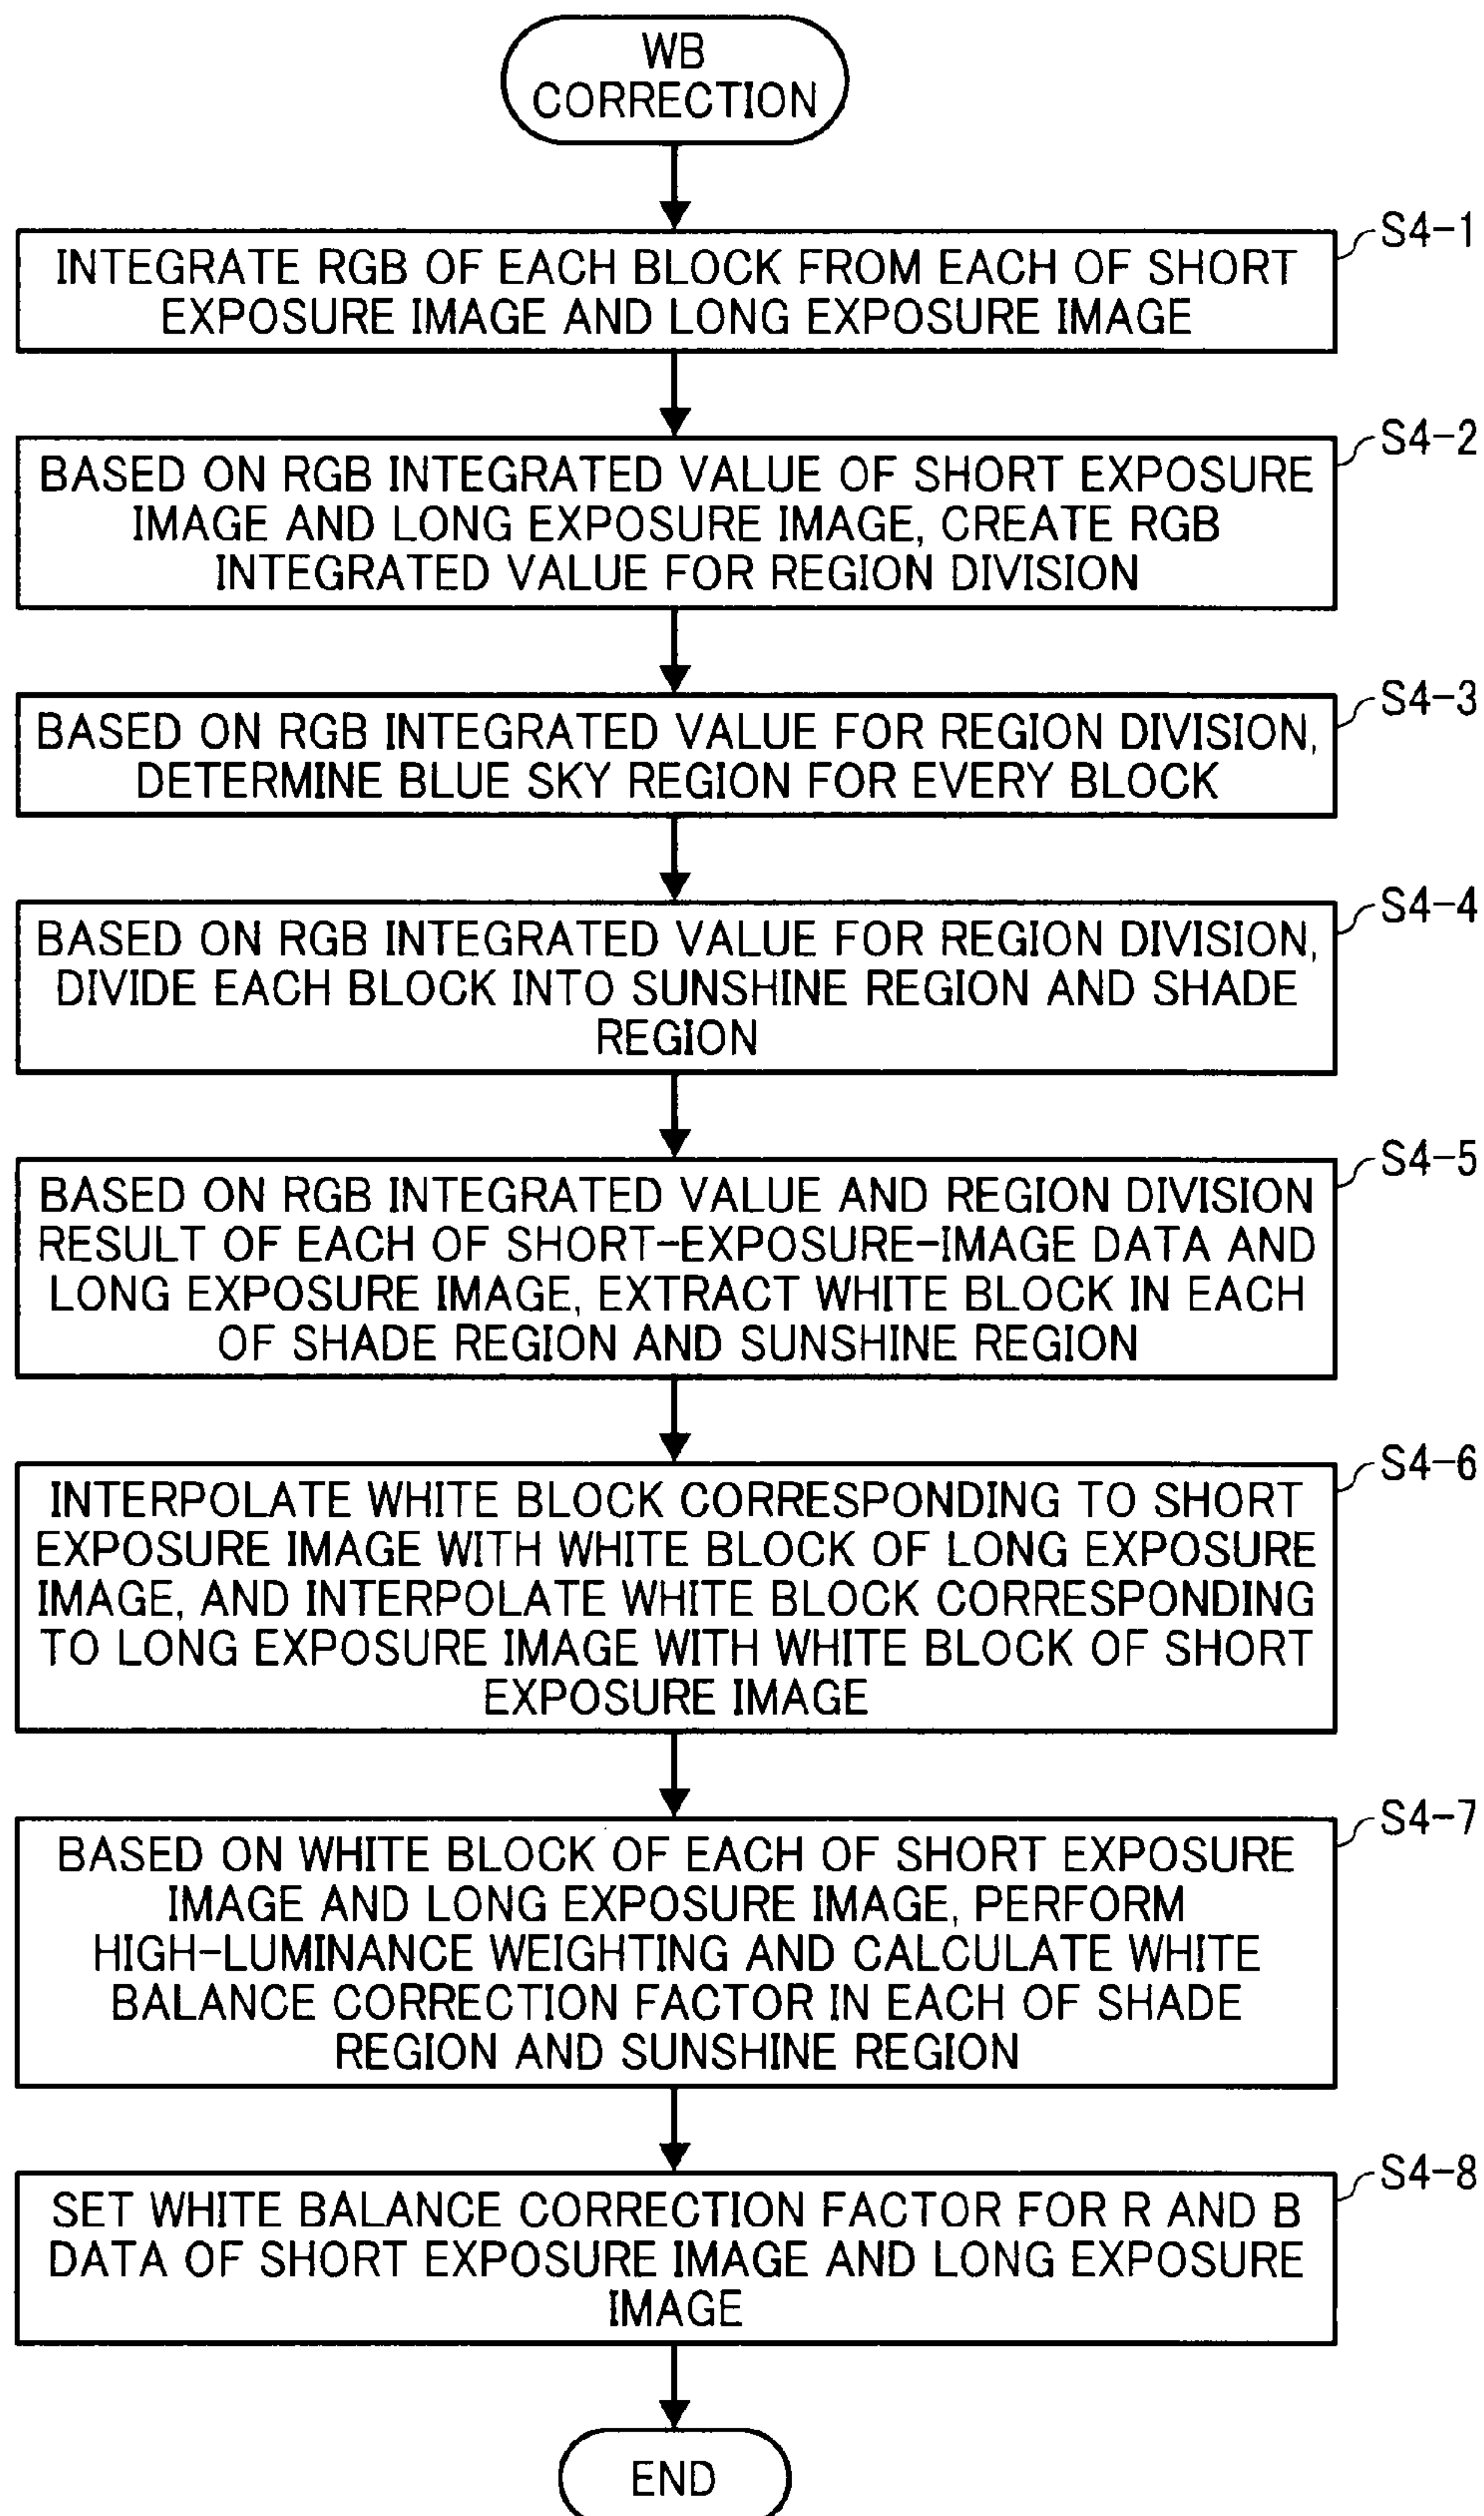 WB
CORRECTION
S4-1
INTEGRATE RGB OF EACH BLOCK FROM EACH OF SHORT
EXPOSURE IMAGE AND LONG EXPOSURE IMAGE
S4-2
BASED ON RGB INTEGRATED VALUE OF SHORT EXPOSURE
IMAGE AND LONG EXPOSURE IMAGE, CREATE RGB
INTEGRATED VALUE FOR REGION DIVISION
S4-3
BASED ON RGB INTEGRATED VALUE FOR REGION DIVISION,
DETERMINE BLUE SKY REGION FOR EVERY BLOCK
S4-4
BASED ON RGB INTEGRATED VALUE FOR REGION DIVISION,
DIVIDE EACH BLOCK INTO SUNSHINE REGION AND SHADE
REGION
S4-5
BASED ON RGB INTEGRATED VALUE AND REGION DIVISION
RESULT OF EACH OF SHORT-EXPOSURE-IMAGE DATA AND
LONG EXPOSURE IMAGE, EXTRACT WHITE BLOCK IN EACH
OF SHADE REGION AND SUNSHINE REGION
S4-6
INTERPOLATE WHITE BLOCK CORRESPONDING TO SHORT
EXPOSURE IMAGE WITH WHITE BLOCK OF LONG EXPOSURE
IMAGE, AND INTERPOLATE WHITE BLOCK CORRESPONDING
TO LONG EXPOSURE IMAGE WITH WHITE BLOCK OF SHORT
EXPOSURE IMAGE
S4-7
BASED ON WHITE BLOCK OF EACH OF SHORT EXPOSURE
IMAGE AND LONG EXPOSURE IMAGE, PERFORM
HIGH-LUMINANCE WEIGHTING AND CALCULATE WHITE
BALANCE CORRECTION FACTOR IN EACH OF SHADE
REGION AND SUNSHINE REGION
S4-8
SET WHITE BALANCE CORRECTION FACTOR FOR R AND B
DATA OF SHORT EXPOSURE IMAGE AND LONG EXPOSURE
IMAGE
END